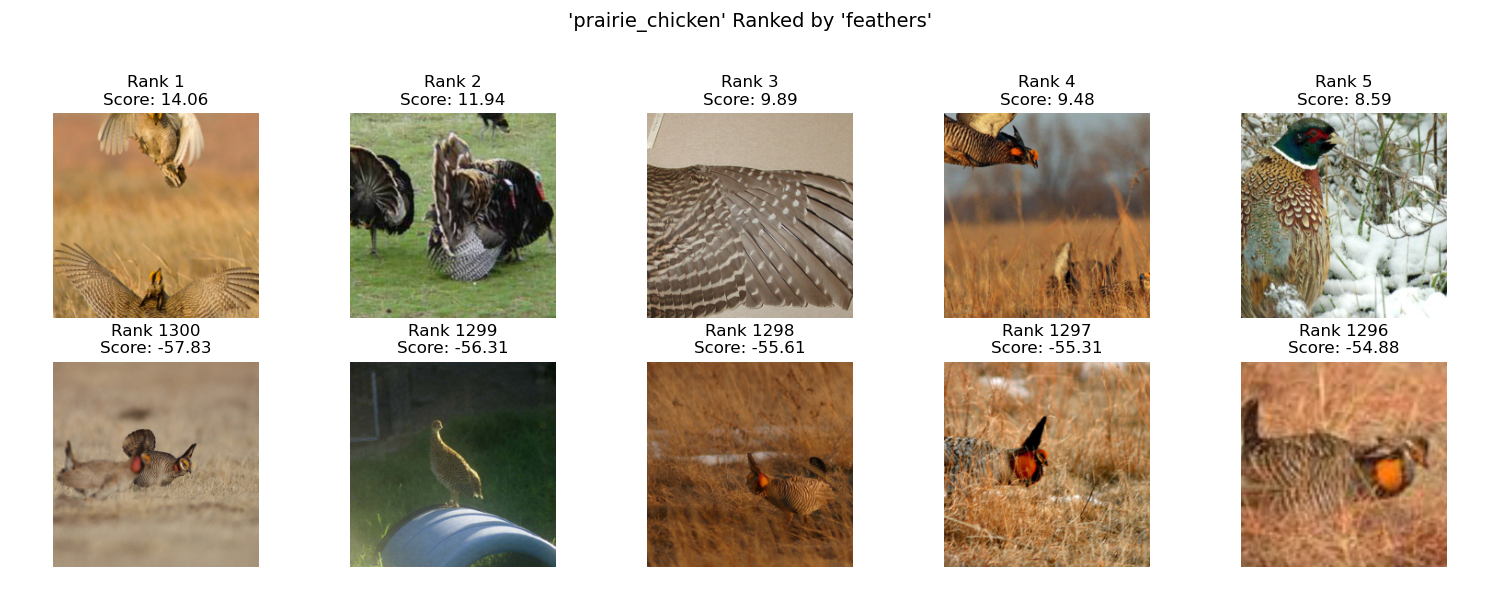 'prairie_chicken' Ranked by 'feathers'
Rank 1
Score: 14.06
Rank 2
Score: 11.94
Rank 3
Score: 9.89
Rank 4
Score: 9.48
Rank 5
Score: 8.59
Rank 1300
Score: -57.83
Rank 1299
Score: -56.31
Rank 1298
Score: -55.61
Rank 1297
Score: -55.31
Rank 1296
Score: -54.88